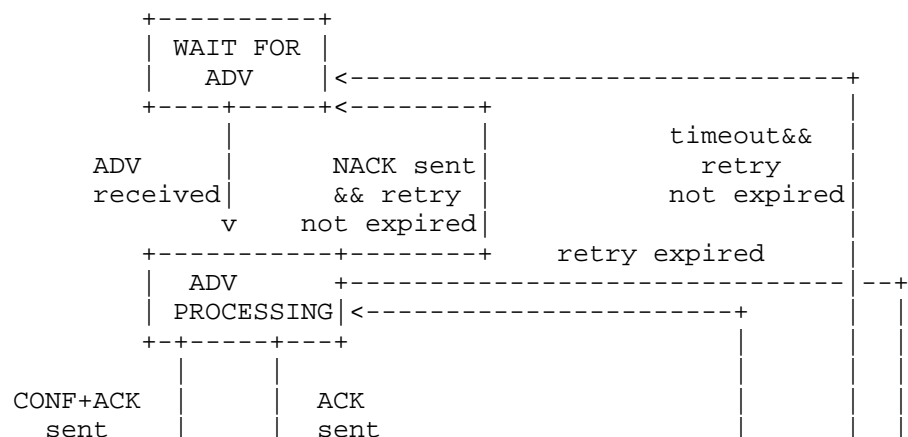 WAIT FOR
ADV
timeout&&
ADV NACK sent retry
received && retry not expired
v not expired
retry expired
ADV
PROCESSING
CONF+ACK ACK
sent sent